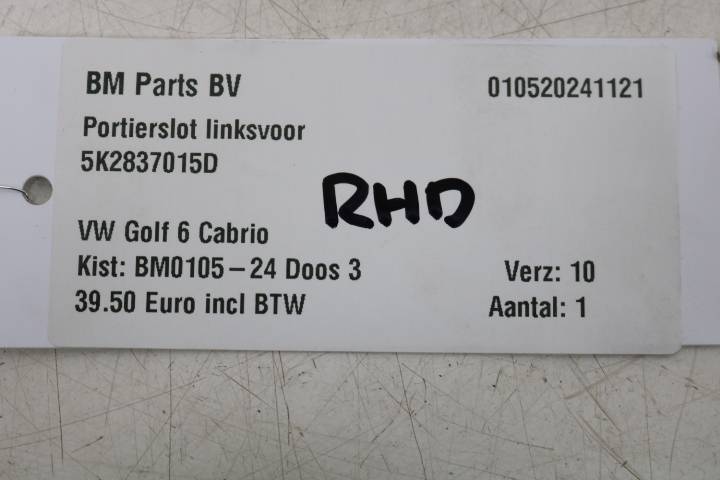 BM Parts BV 010520241121
Portierslot linksvoor
5K2837015D
RHD
VW Golf 6 Cabrio
Kist: BM0105-24 Doos 3 Verz: 10
39.50 Euro incl BTW Aantal: 1